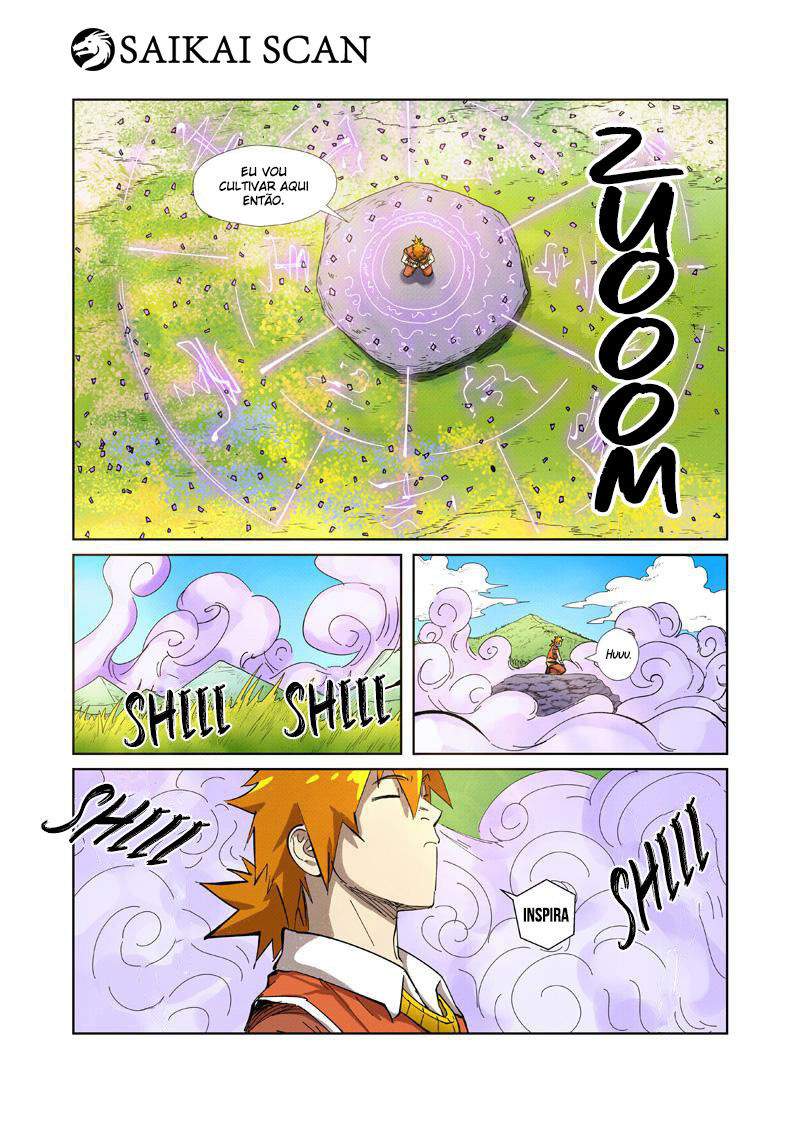 SAIKAI SCAN
EU VOU
CULTIVAR AQUI
ENTÃO.
ZUOOOM
SHIII
SHIII
HUUU.
SHIII
INSPIRA
SHIII